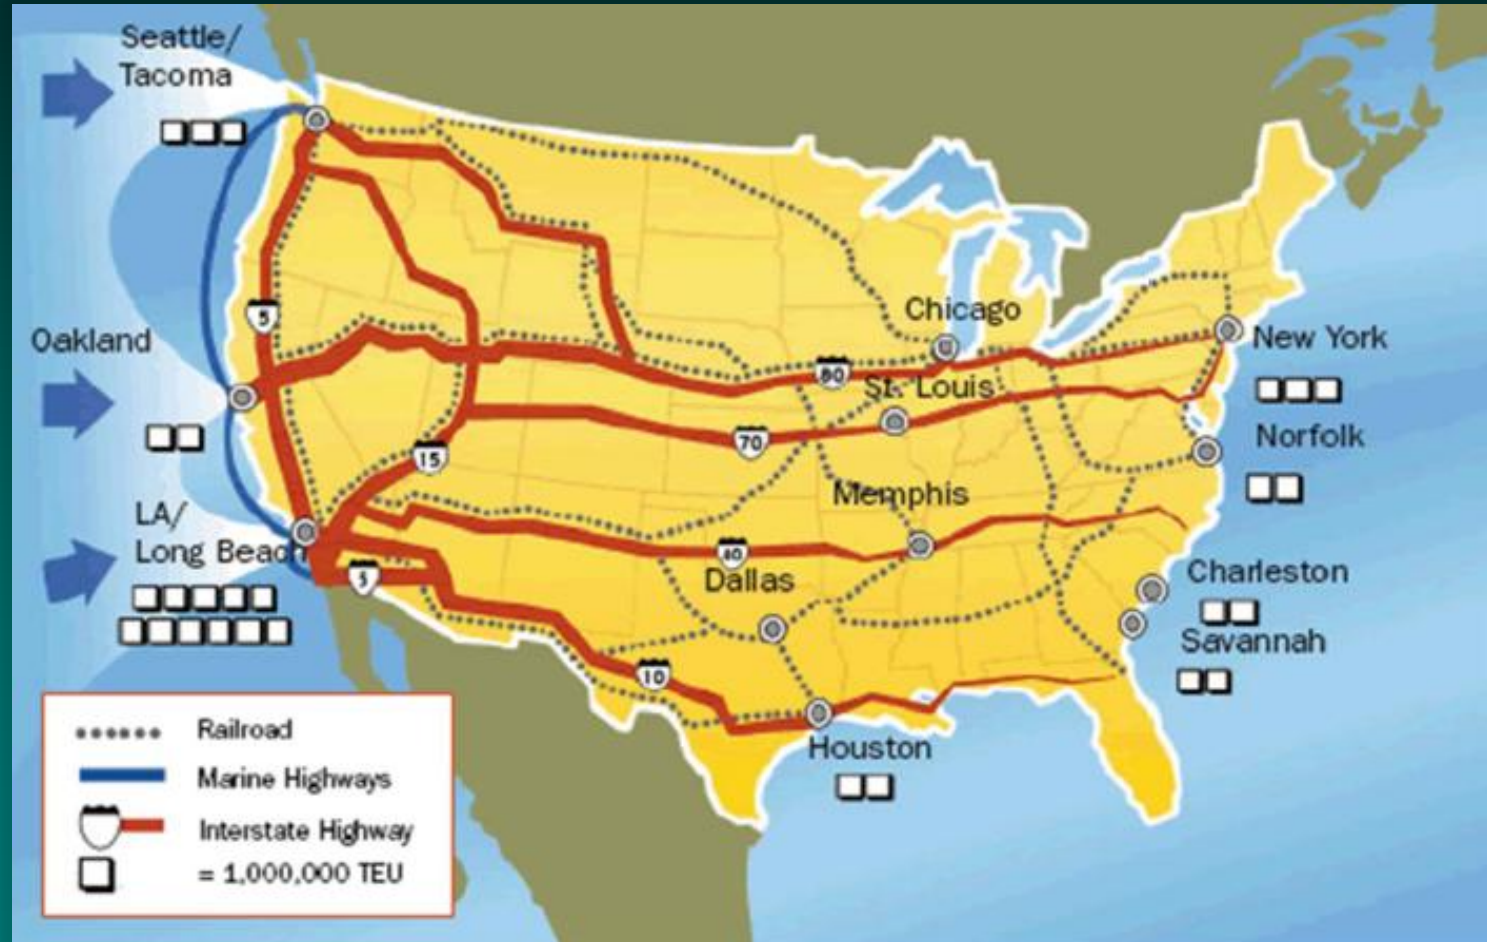 Seattle/
Tacoma
Oakland
LA/
Long Beach
5
15
5
80
70
40
10
Chicago
St. Louis
Memphis
Dallas
Houston
New York
Norfolk
Charleston
Savannah
Railroad
Marine Highways
Interstate Highway
= 1,000,000 TEU